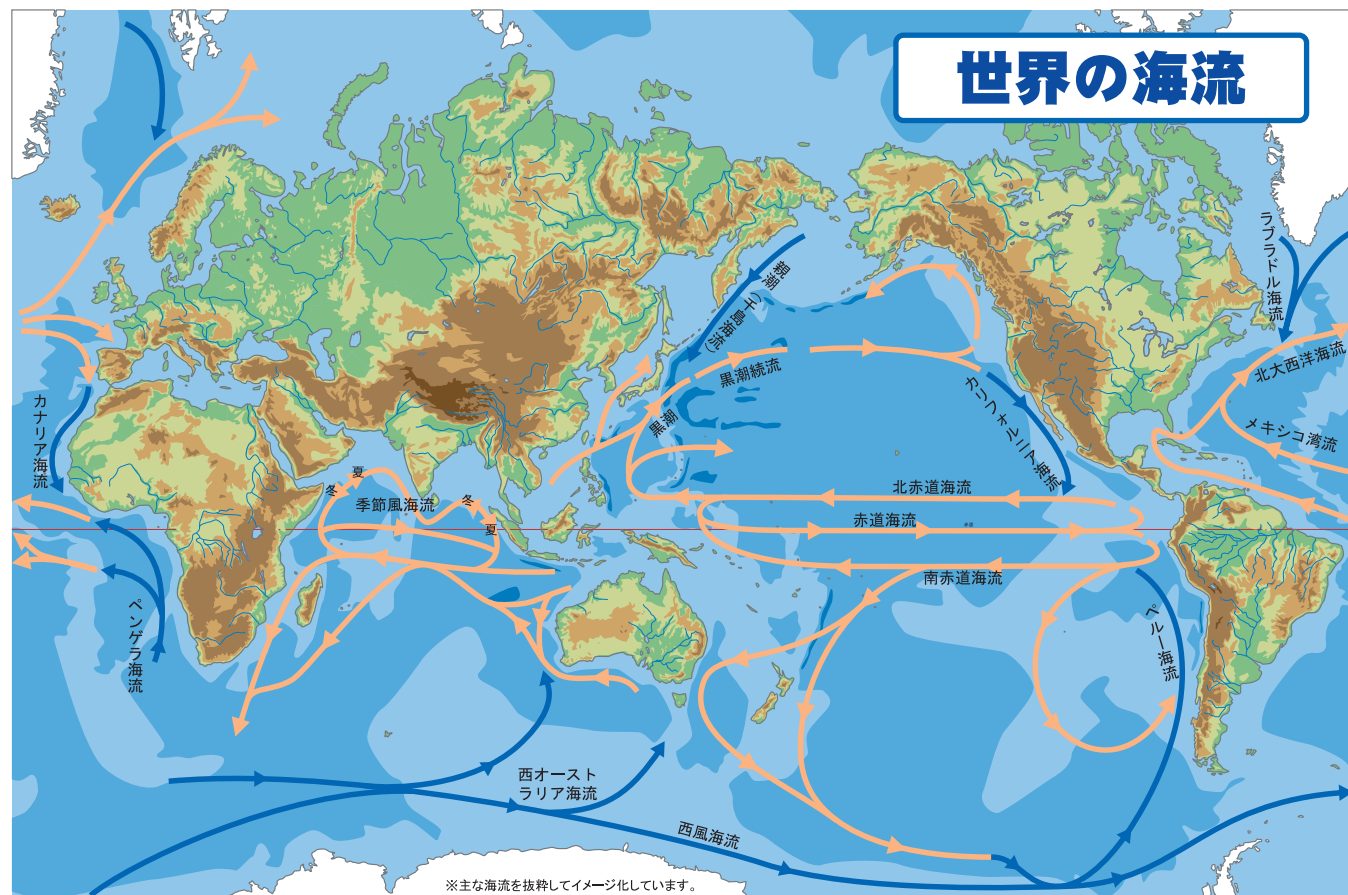 世界の海流
ラブラドル海流
親潮（千島海流）
北大西洋海流
黒潮続流
カリフォルニア海流
カナリア海流
黒潮
メキシコ湾流
夏
冬
季節風海流
冬
夏
北赤道海流
赤道海流
南赤道海流
ペンゲラ海流
ペルー海流
西オースト
ラリア海流
西風海流
※主な海流を抜粋してイメージ化しています。